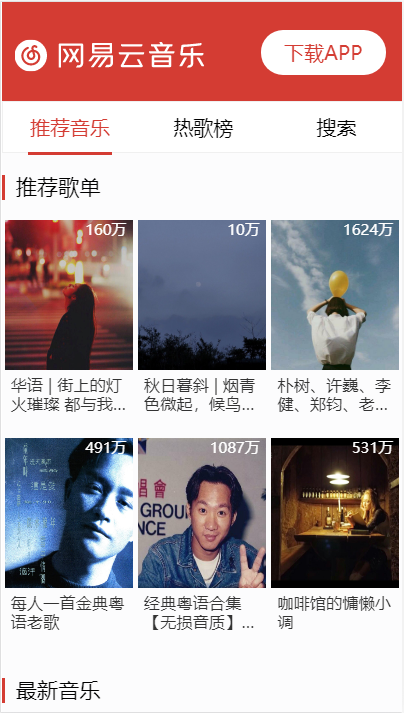 网易云音乐
下载APP
推荐音乐 热歌榜 搜索
推荐歌单
160万
10万
1624万
华语 | 街上的灯
火璀璨 都与我...
秋日暮斜 | 烟青
色微起，候鸟...
朴树、许巍、李
健、郑钧、老...
491万
1087万
531万
唱會
GROU
NCE
每人一首金典粤
语老歌
经典粤语合集
【无损音质】...
咖啡馆的慵懒小
调
最新音乐